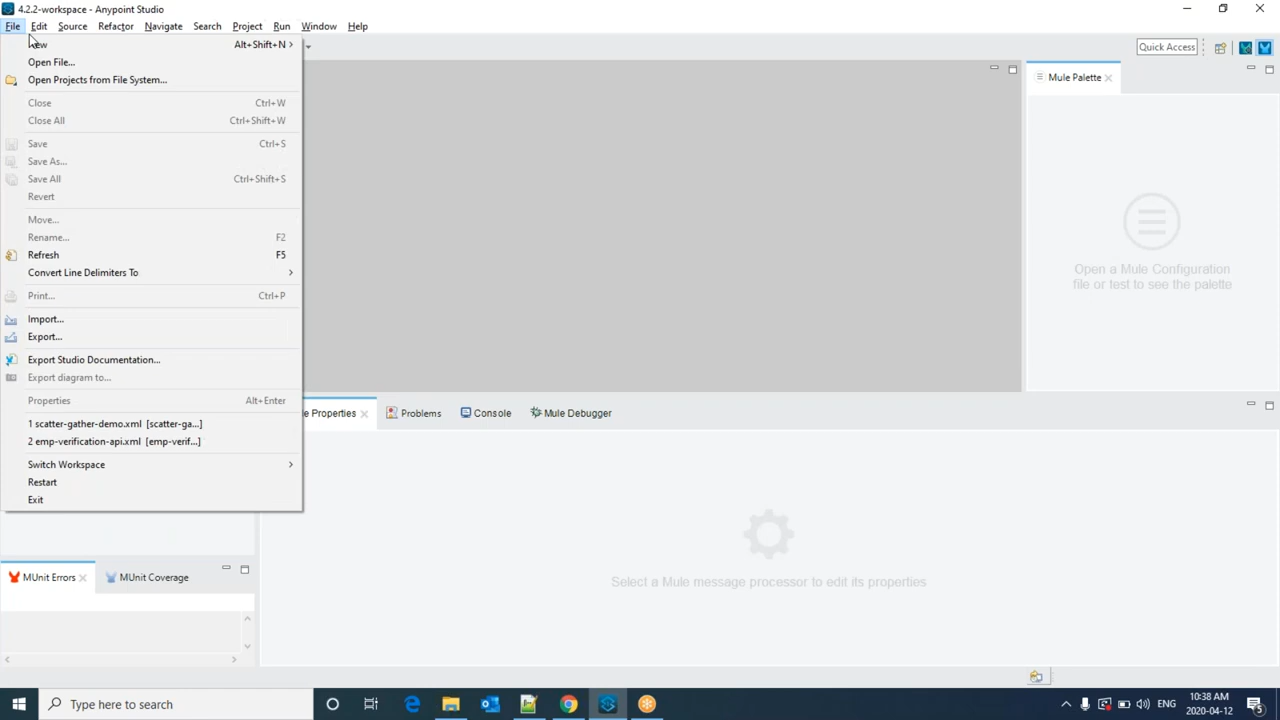 4.2.2-workspace - Anypoint Studio
File Edit Source Refactor Navigate Search Project Run Window Help
Alt+Shift+N
Open File...
Open Projects from File System...
Close Ctrl+W
Close All Ctrl+Shift+W
Save Ctrl+S
Save As...
Save All Ctrl+Shift+S
Revert
Move...
Rename... F2
Refresh F5
Convert Line Delimiters To
Print... Ctrl+P
Import...
Export...
Export Studio Documentation...
Export diagram to...
Properties Alt+Enter
1 scatter-gather-demo.xml [scatter-ga...]
2 emp-verification-api.xml [emp-verif...]
Switch Workspace
Restart
Exit
Quick Access
Mule Palette
Open a Mule Configuration
file or test to see the palette
Properties Problems Console Mule Debugger
Select a Mule message processor to edit its properties
MUnit Errors MUnit Coverage
Type here to search
ENG
10:38 AM
2020-04-12
5